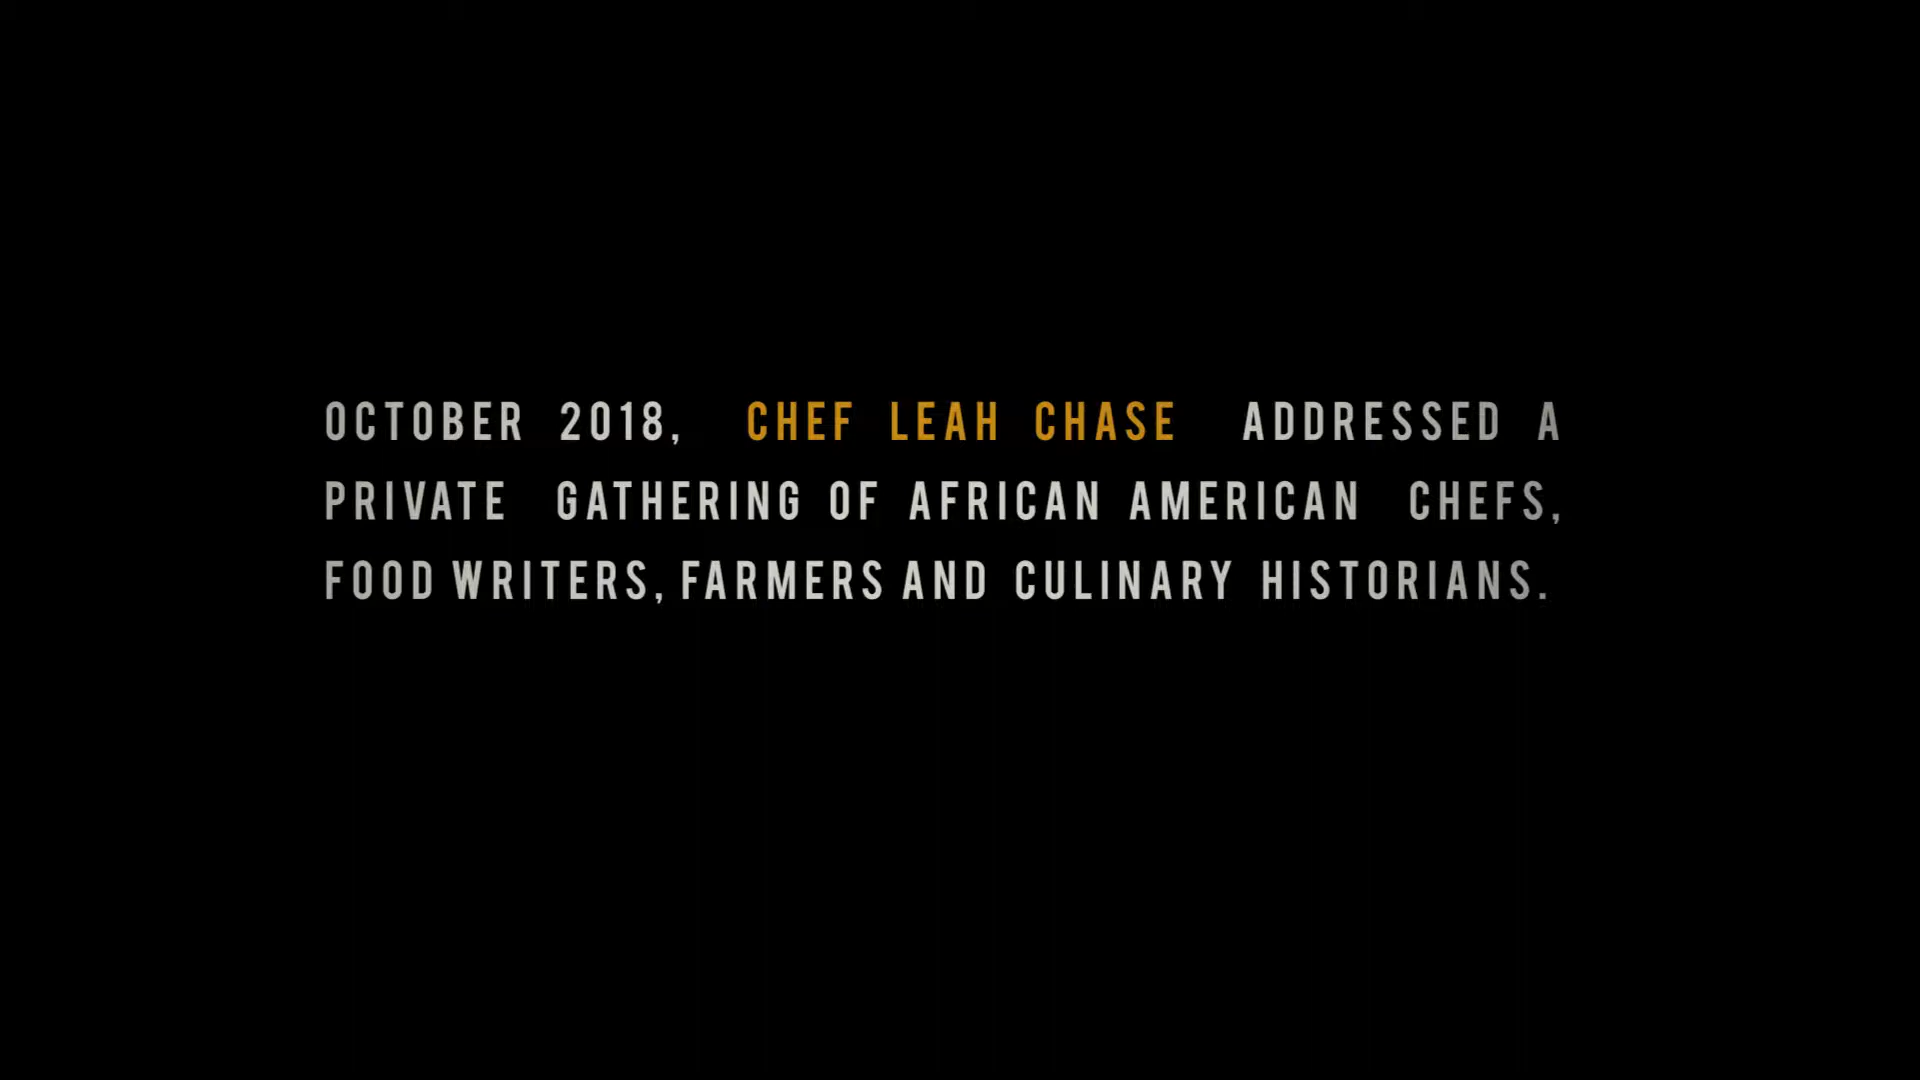 OCTOBER 2018, CHEF LEAH CHASE ADDRESSED A
PRIVATE GATHERING OF AFRICAN AMERICAN CHEFS,
FOOD WRITERS, FARMERS AND CULINARY HISTORIANS.